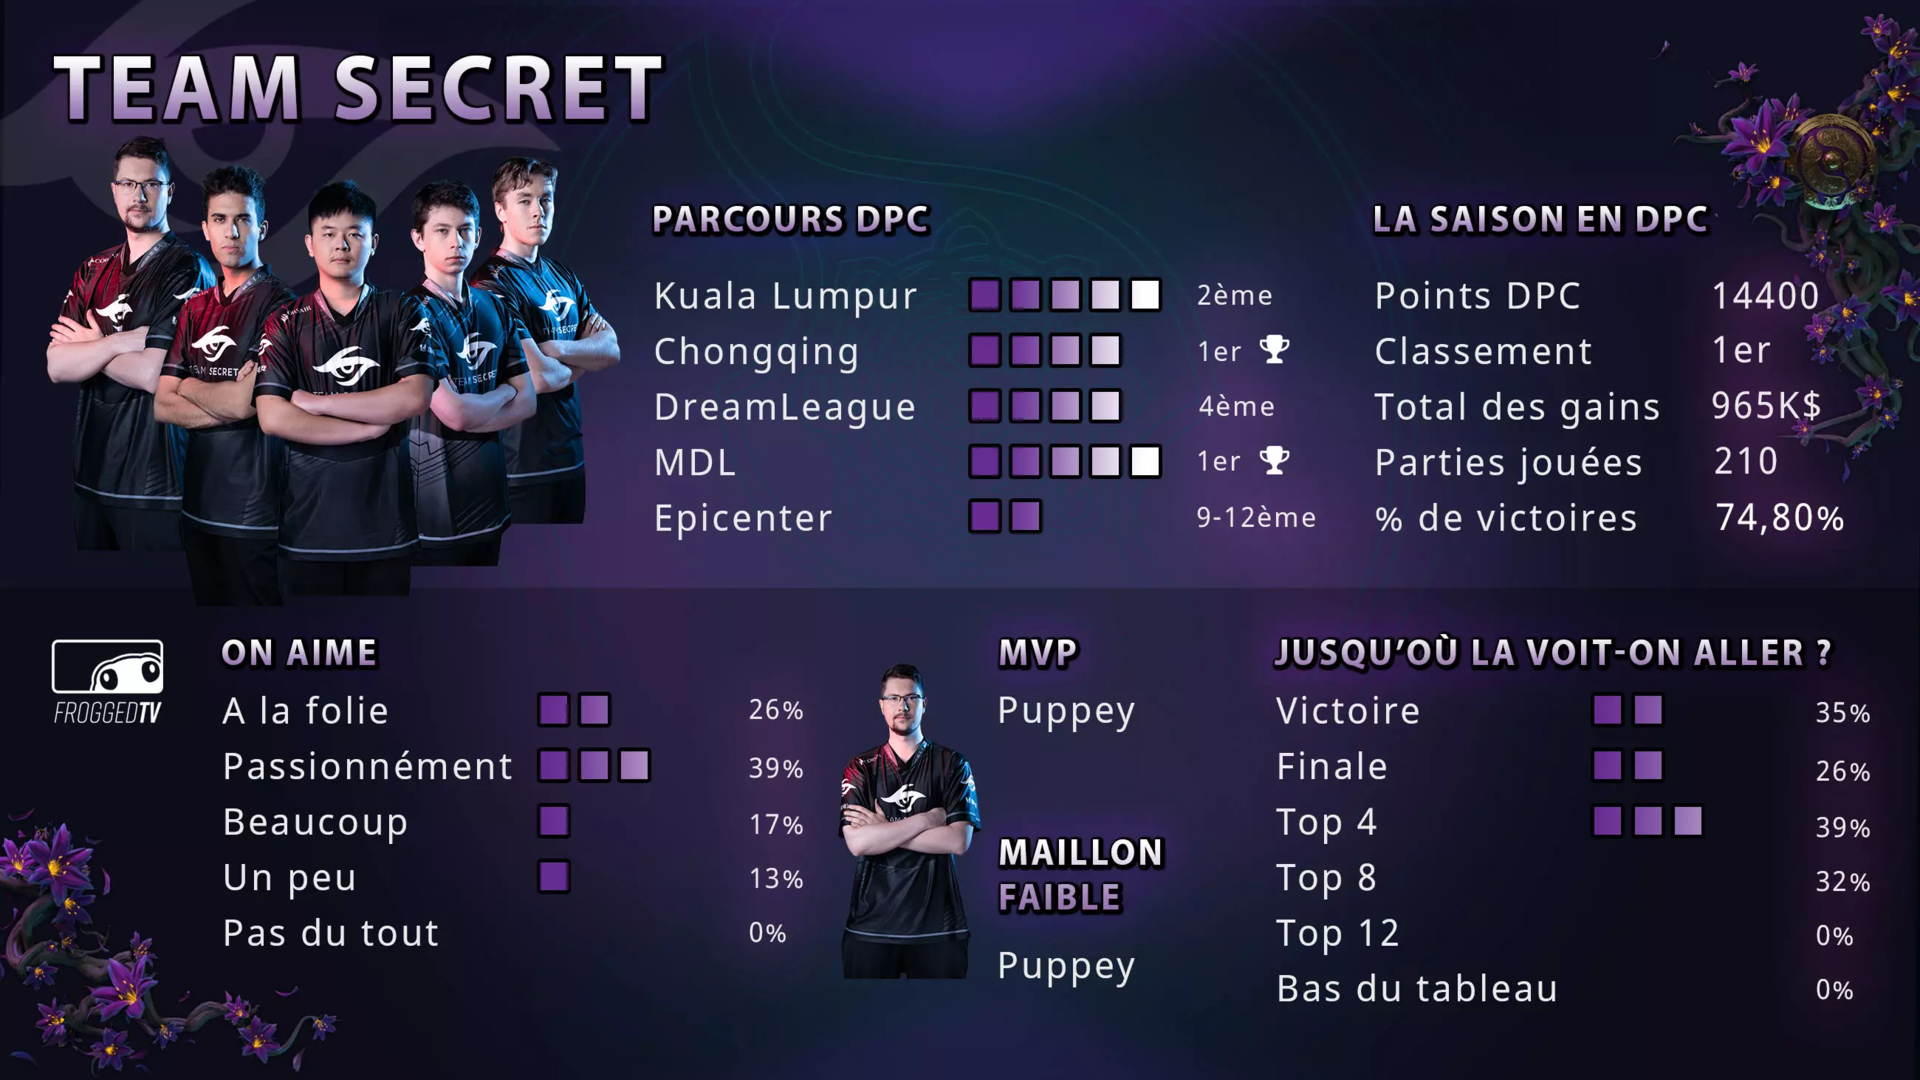 TEAM SECRET
PARCOURS DPC
Kuala Lumpur 2ème
Chongqing 1er
DreamLeague 4ème
MDL 1er
Epicenter 9-12ème
LA SAISON EN DPC
Points DPC 14400
Classement 1er
Total des gains 965K$
Parties jouées 210
% de victoires 74,80%
FROGGEDTV
ON AIME
A la folie 26%
Passionnément 39%
Beaucoup 17%
Un peu 13%
Pas du tout 0%
MVP
Puppey
MAILLON
FAIBLE
Puppey
JUSQU'OÙ LA VOIT-ON ALLER ?
Victoire 35%
Finale 26%
Top 4 39%
Top 8 32%
Top 12 0%
Bas du tableau 0%